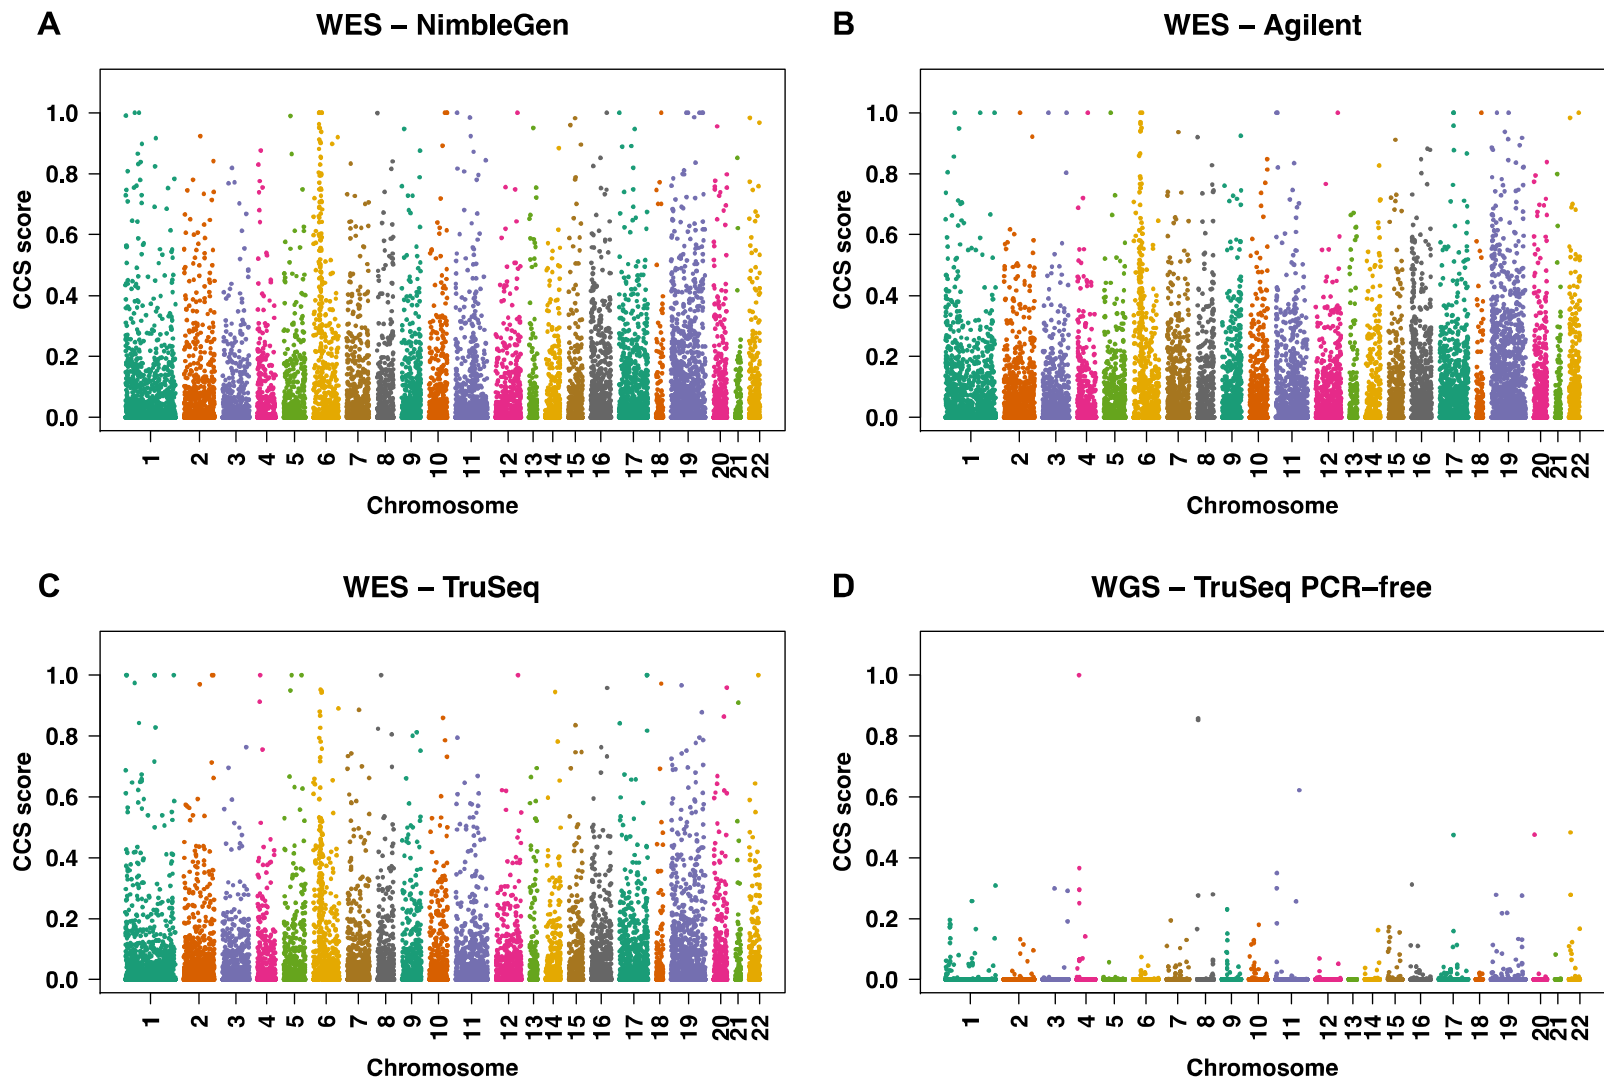 A
WES – NimbleGen
CCS score
1.0
0.8
0.6
0.4
0.2
0.0
1 2 3 4 5 6 7 8 9 10 11 12 13 14 15 16 17 18 19 20 21 22
Chromosome
B
WES – Agilent
CCS score
1.0
0.8
0.6
0.4
0.2
0.0
1 2 3 4 5 6 7 8 9 10 11 12 13 14 15 16 17 18 19 20 21 22
Chromosome
C
WES – TruSeq
CCS score
1.0
0.8
0.6
0.4
0.2
0.0
1 2 3 4 5 6 7 8 9 10 11 12 13 14 15 16 17 18 19 20 21 22
Chromosome
D
WGS – TruSeq PCR–free
CCS score
1.0
0.8
0.6
0.4
0.2
0.0
1 2 3 4 5 6 7 8 9 10 11 12 13 14 15 16 17 18 19 20 21 22
Chromosome